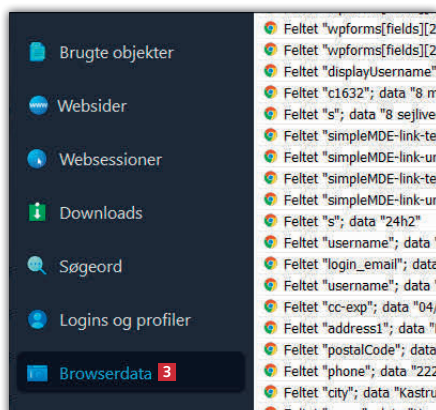 Brugte objekter
Websider
Websessioner
Downloads
Søgeord
Logins og profiler
Browserdata 3
Feltet "wpforms[fields][2
Feltet "wpforms[fields][2
Feltet "displayUsername"
Feltet "c1632"; data "8 m
Feltet "s"; data "8 sejlive
Feltet "simpleMDE-link-te
Feltet "simpleMDE-link-ur
Feltet "simpleMDE-link-te
Feltet "simpleMDE-link-ur
Feltet "s"; data "24h2"
Feltet "username"; data "
Feltet "login_email"; data
Feltet "username"; data "
Feltet "cc-exp"; data "04/
Feltet "address1"; data "
Feltet "postalCode"; data
Feltet "phone"; data "222
Feltet "city"; data "Kastru